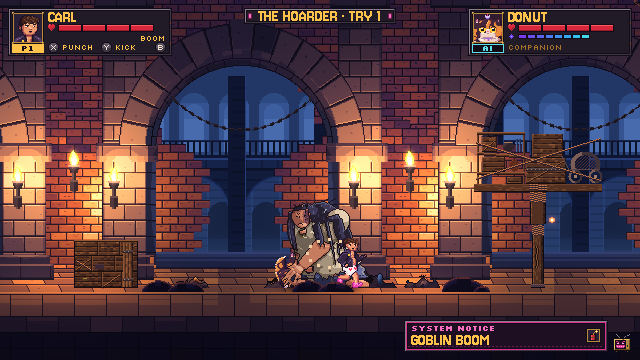 CARL
P1
X PUNCH Y KICK B
BOOM
THE HOARDER · TRY 1
DONUT
AI
COMPANION
SYSTEM NOTICE
GOBLIN BOOM